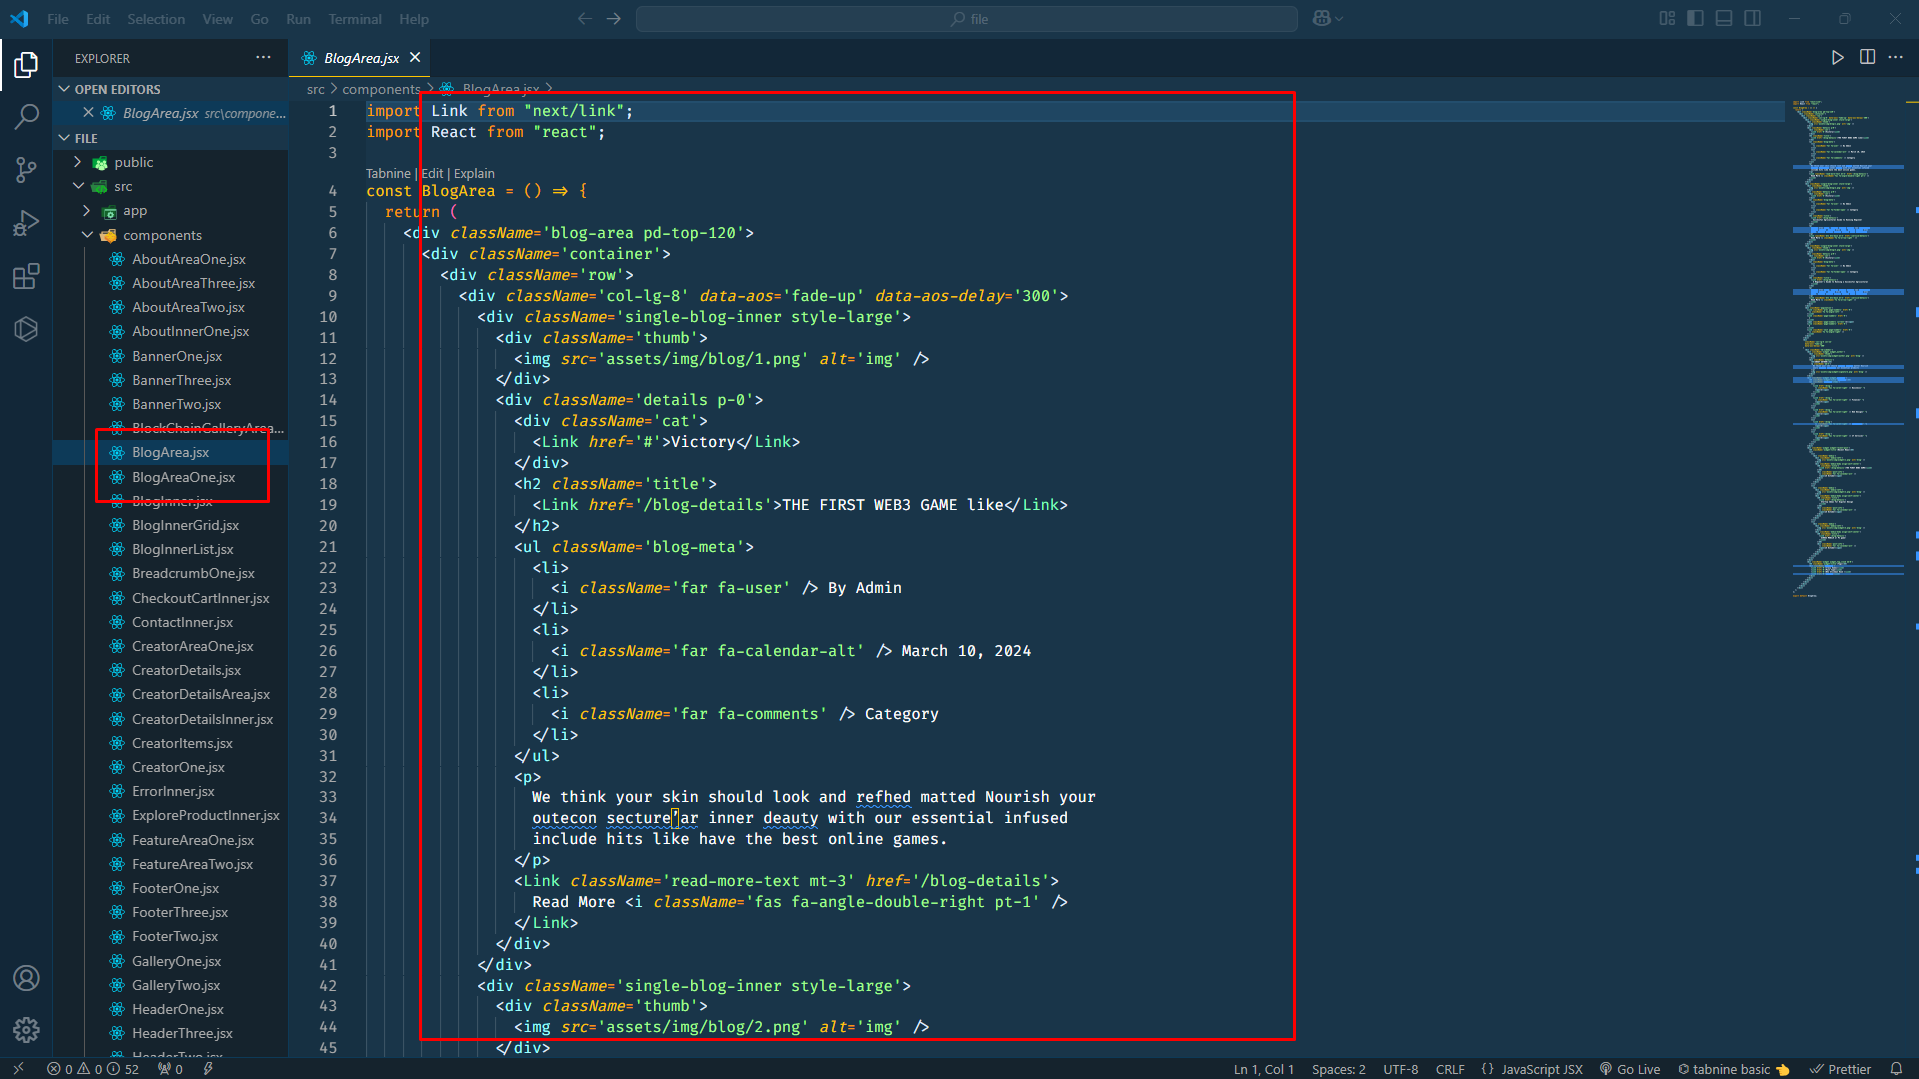 File Edit Selection View Go Run Terminal Help
file
EXPLORER
OPEN EDITORS
BlogArea.jsx src\compone...
FILE
public
src
app
components
AboutAreaOne.jsx
AboutAreaThree.jsx
AboutAreaTwo.jsx
AboutInnerOne.jsx
BannerOne.jsx
BannerThree.jsx
BannerTwo.jsx
BlockChainGalleryArea...
BlogArea.jsx
BlogAreaOne.jsx
BlogInner.jsx
BlogInnerGrid.jsx
BlogInnerList.jsx
BreadcrumbOne.jsx
CheckoutCartInner.jsx
ContactInner.jsx
CreatorAreaOne.jsx
CreatorDetails.jsx
CreatorDetailsArea.jsx
CreatorDetailsInner.jsx
CreatorItems.jsx
CreatorOne.jsx
ErrorInner.jsx
ExploreProductInner.jsx
FeatureAreaOne.jsx
FeatureAreaTwo.jsx
FooterOne.jsx
FooterThree.jsx
FooterTwo.jsx
GalleryOne.jsx
GalleryTwo.jsx
HeaderOne.jsx
HeaderThree.jsx
HeaderTwo.jsx
BlogArea.jsx
src > components > BlogArea.jsx >
1 import Link from "next/link";
2 import React from "react";
3
Tabnine | Edit | Explain
4 const BlogArea = () => {
5 return (
6 <div className='blog-area pd-top-120'>
7 <div className='container'>
8 <div className='row'>
9 <div className='col-lg-8' data-aos='fade-up' data-aos-delay='300'>
10 <div className='single-blog-inner style-large'>
11 <div className='thumb'>
12 <img src='assets/img/blog/1.png' alt='img' />
13 </div>
14 <div className='details p-0'>
15 <div className='cat'>
16 <Link href='#'>Victory</Link>
17 </div>
18 <h2 className='title'>
19 <Link href='/blog-details'>THE FIRST WEB3 GAME like</Link>
20 </h2>
21 <ul className='blog-meta'>
22 <li>
23 <i className='far fa-user' /> By Admin
24 </li>
25 <li>
26 <i className='far fa-calendar-alt' /> March 10, 2024
27 </li>
28 <li>
29 <i className='far fa-comments' /> Category
30 </li>
31 </ul>
32 <p>
33 We think your skin should look and refhed matted Nourish your
34 outecon secture’ar inner deauty with our essential infused
35 include hits like have the best online games.
36 </p>
37 <Link className='read-more-text mt-3' href='/blog-details'>
38 Read More <i className='fas fa-angle-double-right pt-1' />
39 </Link>
40 </div>
41 </div>
42 <div className='single-blog-inner style-large'>
43 <div className='thumb'>
44 <img src='assets/img/blog/2.png' alt='img' />
45 </div>
0 0 52 0 Ln 1, Col 1 Spaces: 2 UTF-8 CRLF {} JavaScript JSX Go Live tabnine basic Prettier